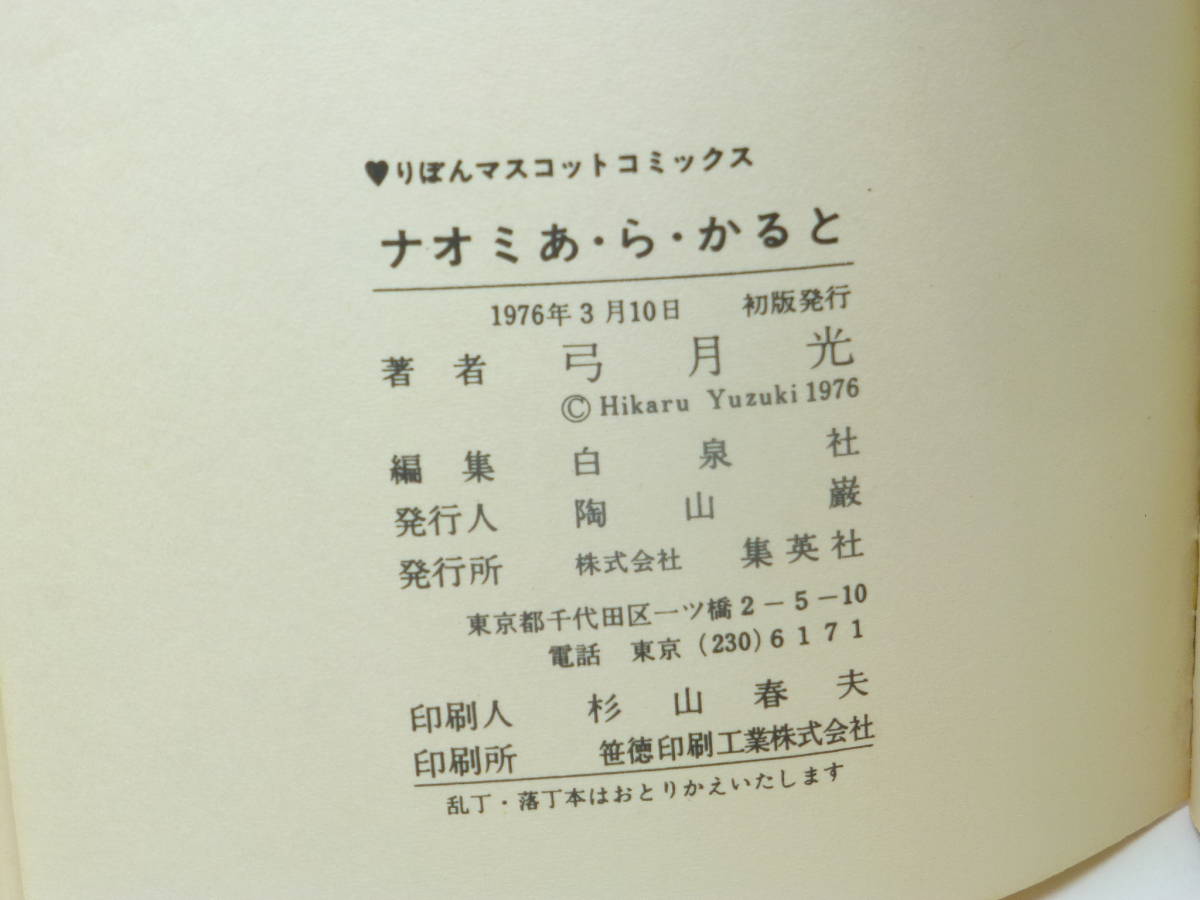 ♥りぼんマスコットコミックス
ナオミあ・ら・かると
1976年3月10日 初版発行
著者 弓月光
©Hikaru Yuzuki 1976
編集 白泉社
発行人 陶山巌
発行所 株式会社 集英社
東京都千代田区一ツ橋2-5-10
電話 東京(230)6171
印刷人 杉山春夫
印刷所 笹徳印刷工業株式会社
乱丁・落丁本はおとりかえいたします